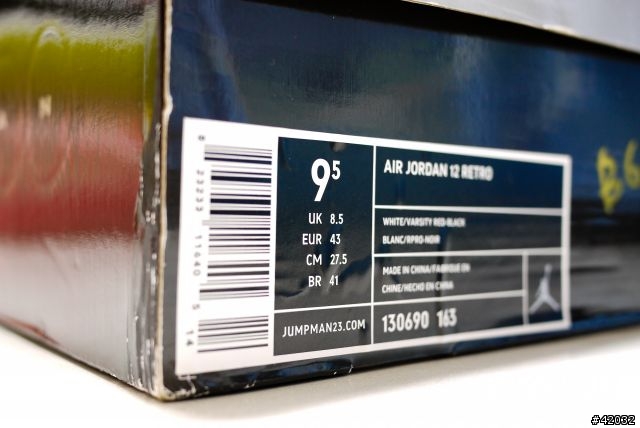 AIR JORDAN 12 RETRO
9⁵
UK 8.5
EUR 43
CM 27.5
BR 41
WHITE/VARSITY RED-BLACK
BLANC/RPRO-NOIR
MADE IN CHINA/FABRIQUE EN
CHINE/HECHO EN CHINA
JUMPMAN23.COM
130690 163
#42032